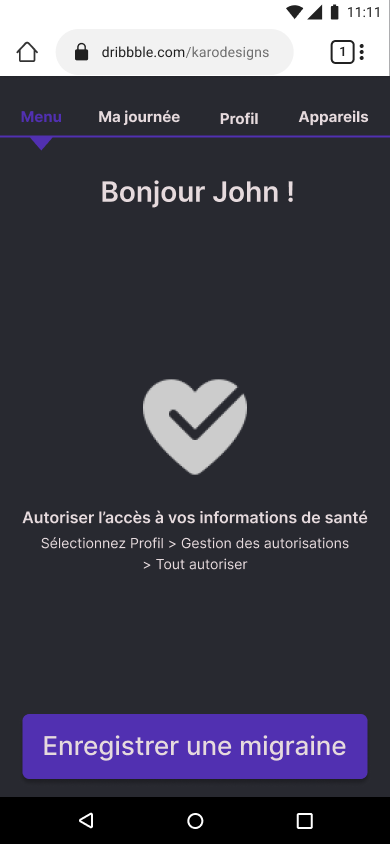 11:11
dribbble.com/karodesigns
1
Menu Ma journée Profil Appareils
Bonjour John !
Autoriser l'accès à vos informations de santé
Sélectionnez Profil > Gestion des autorisations
> Tout autoriser
Enregistrer une migraine